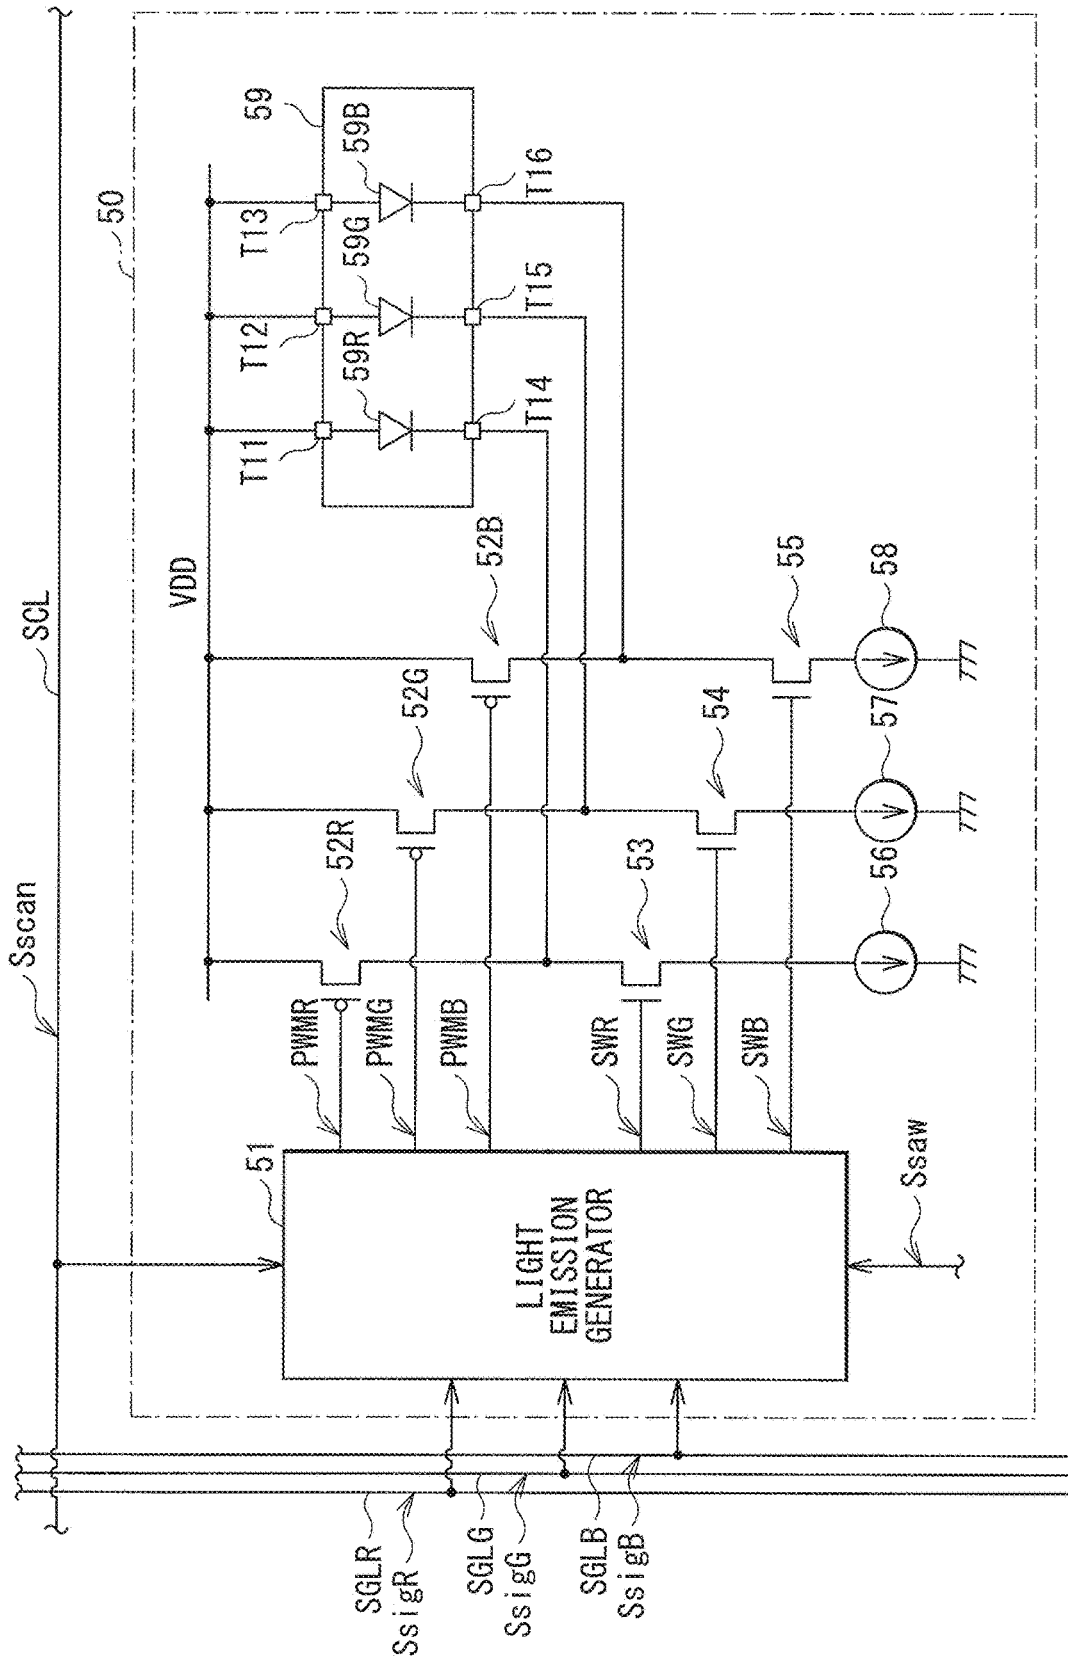 Sscan
SCL
50
VDD
59
T11
T12
T13
59R
59G
59B
T14
T15
T16
52R
52G
52B
53
54
55
56
57
58
51
PWMR
PWMG
PWMB
SWR
SWG
SWB
LIGHT
EMISSION
GENERATOR
Ssaw
SGLR
SsigR
SGLG
SsigG
SGLB
SsigB